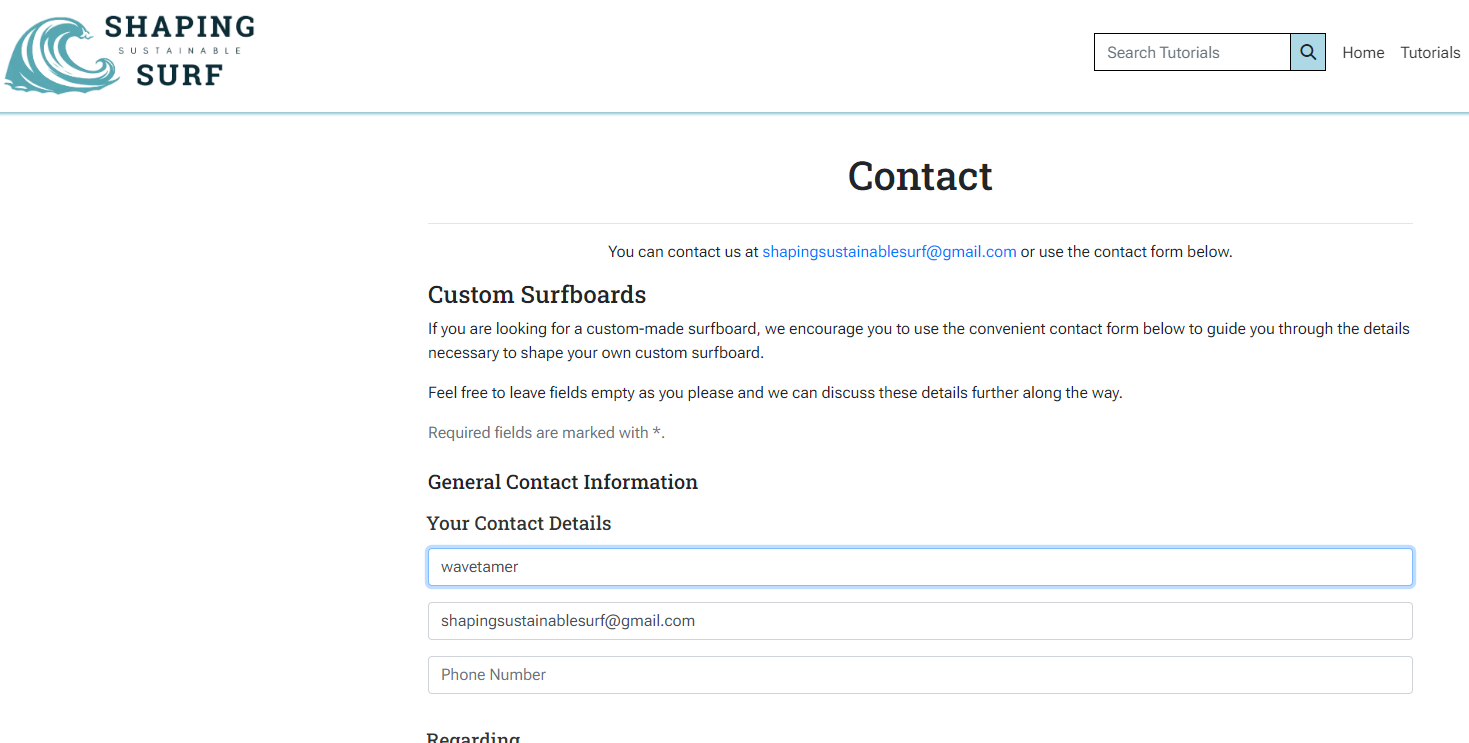 SHAPING
SUSTAINABLE
SURF
Search Tutorials
Home
Tutorials
Contact
You can contact us at shapingsustainablesurf@gmail.com or use the contact form below.
Custom Surfboards
If you are looking for a custom-made surfboard, we encourage you to use the convenient contact form below to guide you through the details
necessary to shape your own custom surfboard.
Feel free to leave fields empty as you please and we can discuss these details further along the way.
Required fields are marked with *.
General Contact Information
Your Contact Details
wavetamer
shapingsustainablesurf@gmail.com
Phone Number
Regarding